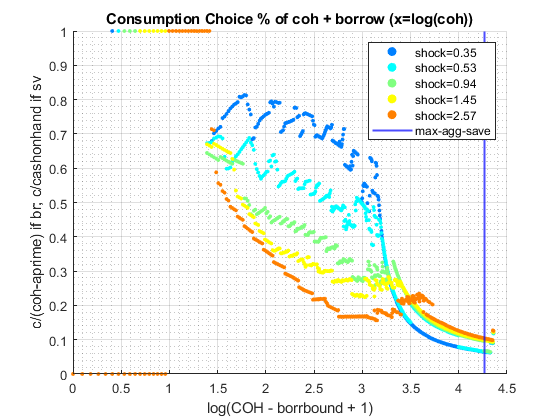 Consumption Choice % of coh + borrow (x=log(coh))
c/(coh-aprime) if br, c/cashonhand if sv
1
0.9
0.8
0.7
0.6
0.5
0.4
0.3
0.2
0.1
0
0 0.5 1 1.5 2 2.5 3 3.5 4 4.5
log(COH - borrbound + 1)
shock=0.35
shock=0.53
shock=0.94
shock=1.45
shock=2.57
max-agg-save